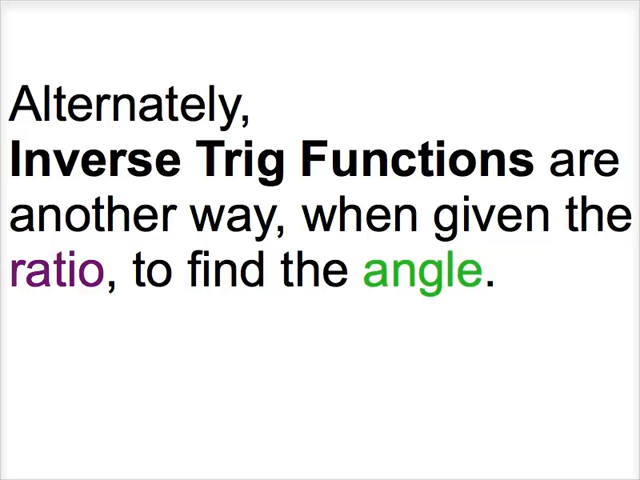 Alternately,
Inverse Trig Functions are
another way, when given the
ratio, to find the angle.